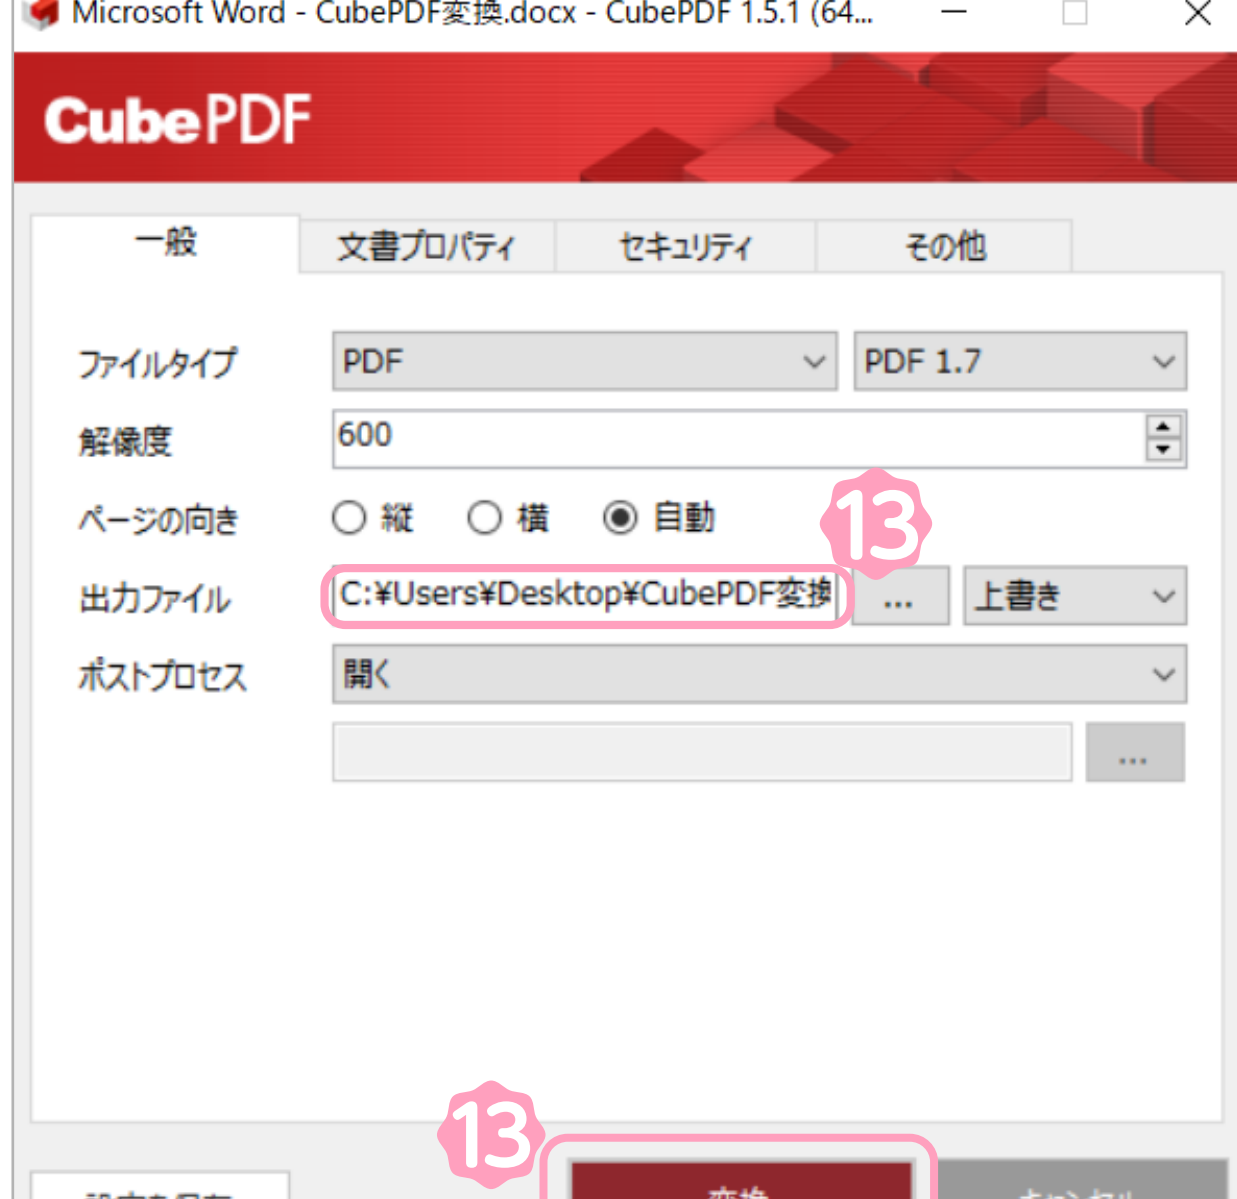 Microsoft Word - CubePDF変換.docx - CubePDF 1.5.1 (64...
CubePDF
一般 文書プロパティ セキュリティ その他
ファイルタイプ PDF PDF 1.7
解像度 600
ページの向き 縦 横 自動 13
出力ファイル C:¥Users¥Desktop¥CubePDF変換 ... 上書き
ポストプロセス 開く
...
13
変換